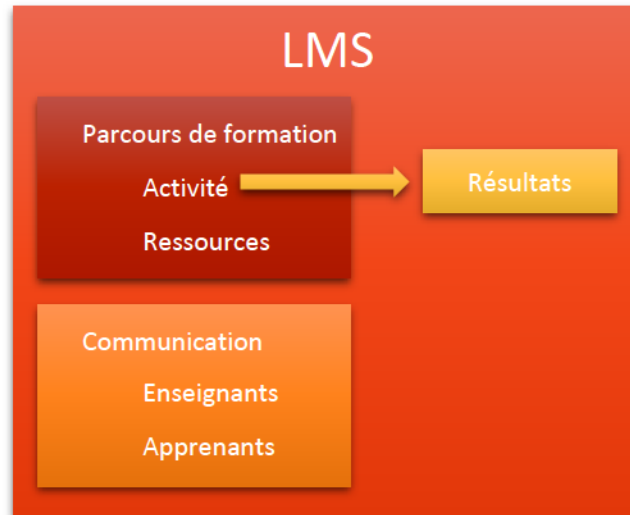 LMS
Parcours de formation
Activité
Ressources
Résultats
Communication
Enseignants
Apprenants